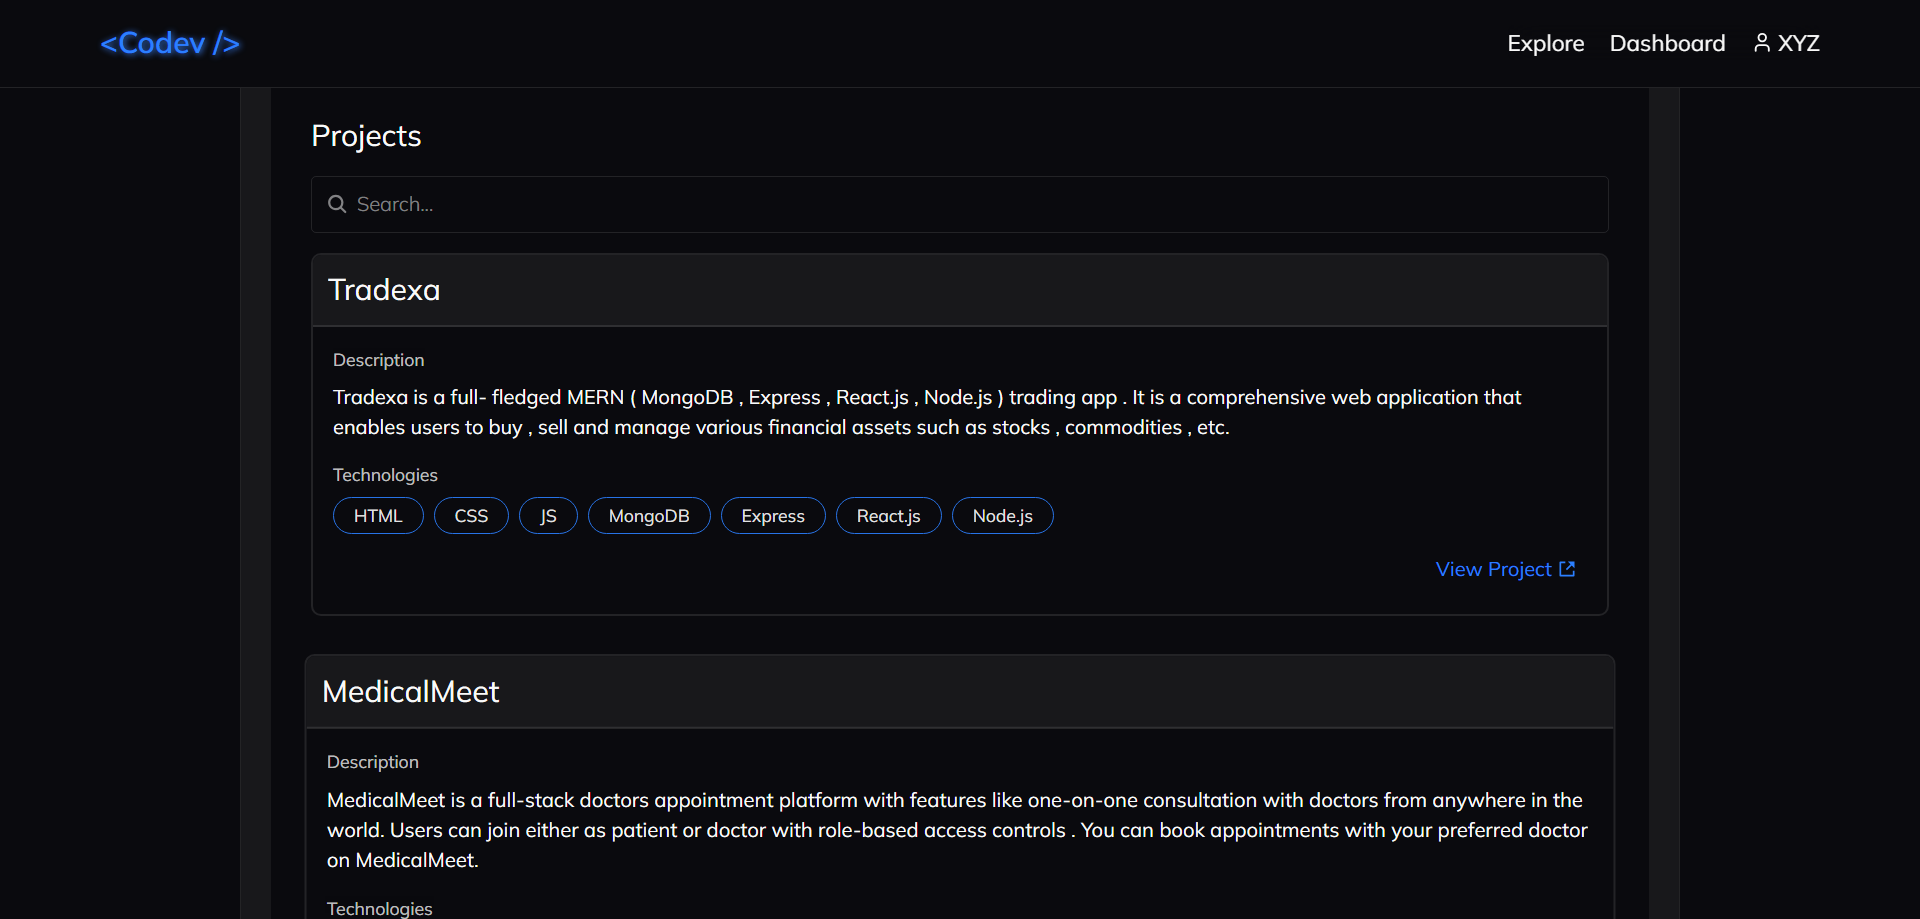 <Codev />
Explore Dashboard XYZ
Projects
Search...
Tradexa
Description
Tradexa is a full- fledged MERN ( MongoDB , Express , React.js , Node.js ) trading app . It is a comprehensive web application that
enables users to buy , sell and manage various financial assets such as stocks , commodities , etc.
Technologies
HTML CSS JS MongoDB Express React.js Node.js
View Project
MedicalMeet
Description
MedicalMeet is a full-stack doctors appointment platform with features like one-on-one consultation with doctors from anywhere in the
world. Users can join either as patient or doctor with role-based access controls . You can book appointments with your preferred doctor
on MedicalMeet.
Technologies